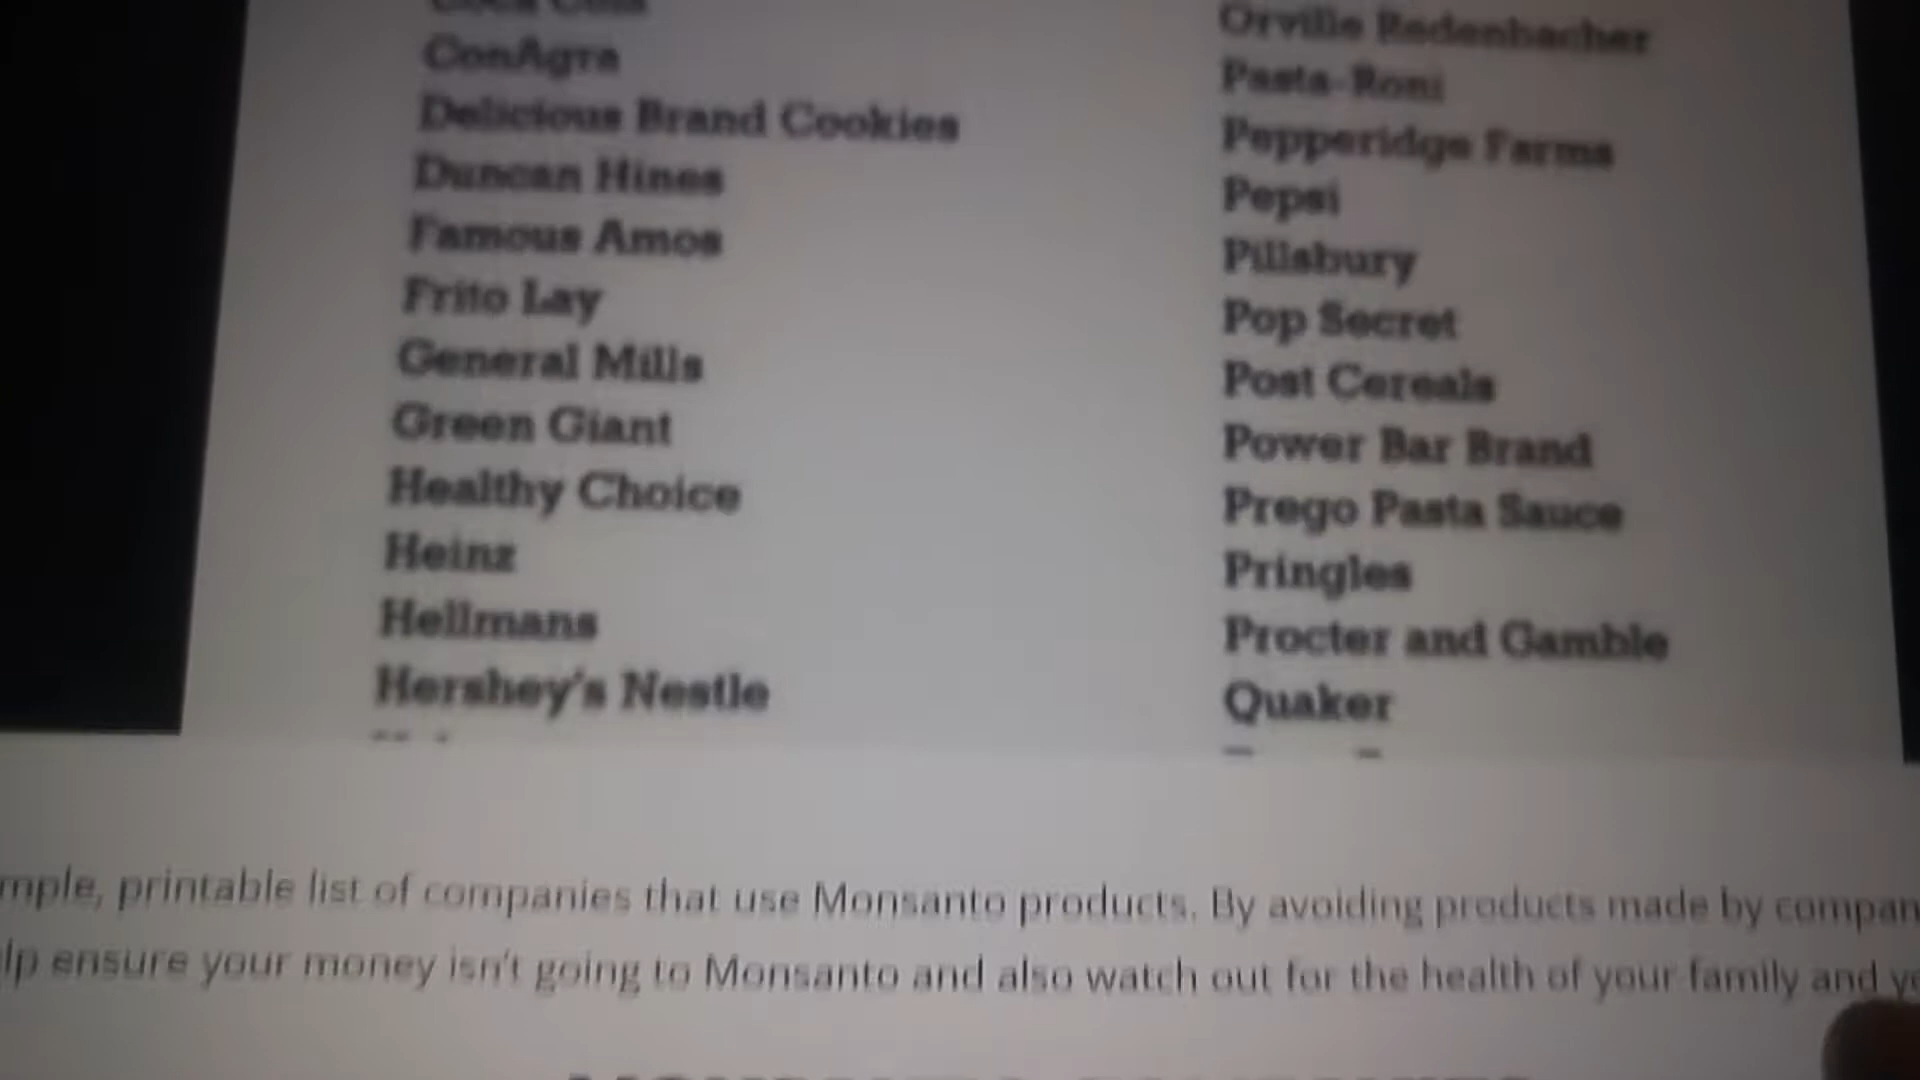 Coca Cola
ConAgra
Delicious Brand Cookies
Duncan Hines
Famous Amos
Frito Lay
General Mills
Green Giant
Healthy Choice
Heinz
Hellmans
Hershey's Nestle
Orville Redenbacher
Pasta-Roni
Pepperidge Farms
Pepsi
Pillsbury
Pop Secret
Post Cereals
Power Bar Brand
Prego Pasta Sauce
Pringles
Procter and Gamble
Quaker
mple, printable list of companies that use Monsanto products. By avoiding products made by compan
lp ensure your money isn't going to Monsanto and also watch out for the health of your family and yo